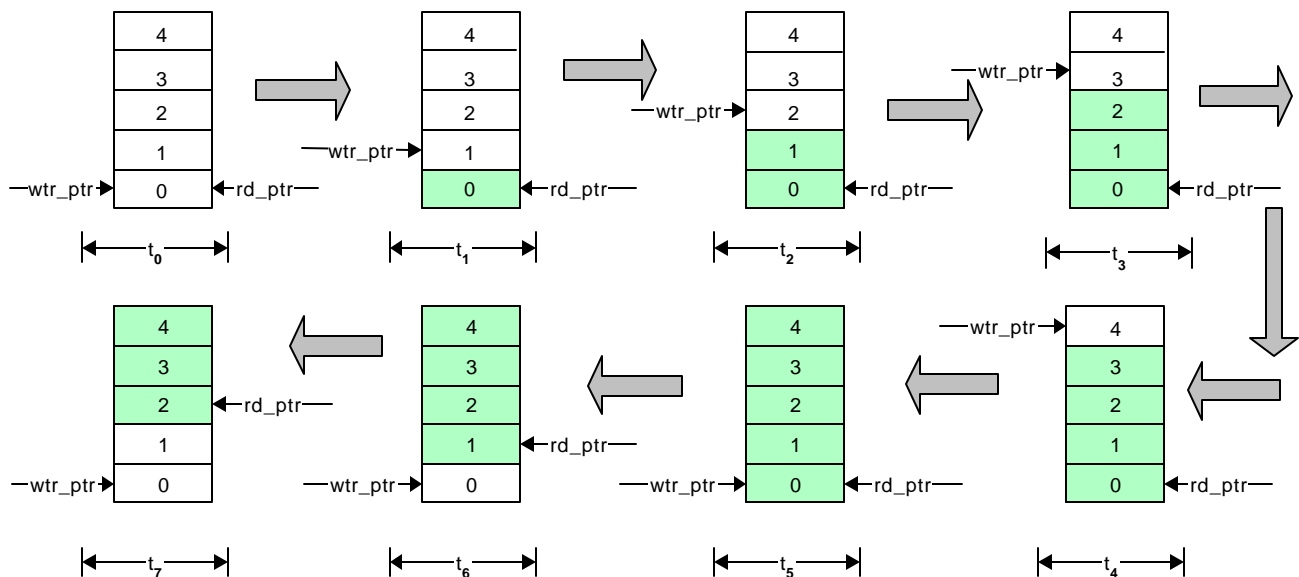 4
3
2
1
wtr_ptr 0 rd_ptr
t0
4
3
2
wtr_ptr 1
0 rd_ptr
t1
4
3
wtr_ptr 2
1
0 rd_ptr
t2
4
wtr_ptr 3
2
1
0 rd_ptr
t3
4
3
2 rd_ptr
1
wtr_ptr 0
t7
4
3
2
1 rd_ptr
wtr_ptr 0
t6
4
3
2
1
wtr_ptr 0 rd_ptr
t5
wtr_ptr 4
3
2
1
0 rd_ptr
t4